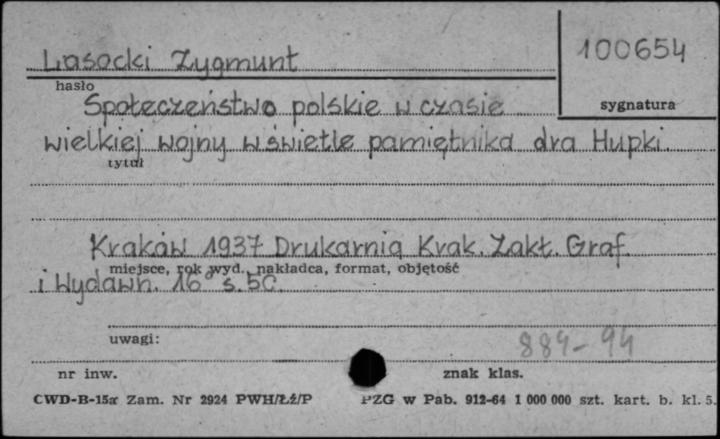 Lasocki Zygmunt
100654
hasło
sygnatura
Społeczeństwo polskie w czasie
wielkiej wojny w świetle pamiętnika dra Hupki.
tytuł
Kraków 1937 Drukarnia Krak. Zakł. Graf.
miejsce, rok wyd., nakładca, format, objętość
i Wydawn. 16° s. 50.
uwagi:
884-94
nr inw.
znak klas.
CWD-B-15a Zam. Nr 2924 PWH/Łż/P
PZG w Pab. 912-64 1 000 000 szt. kart. b. kl. 5.